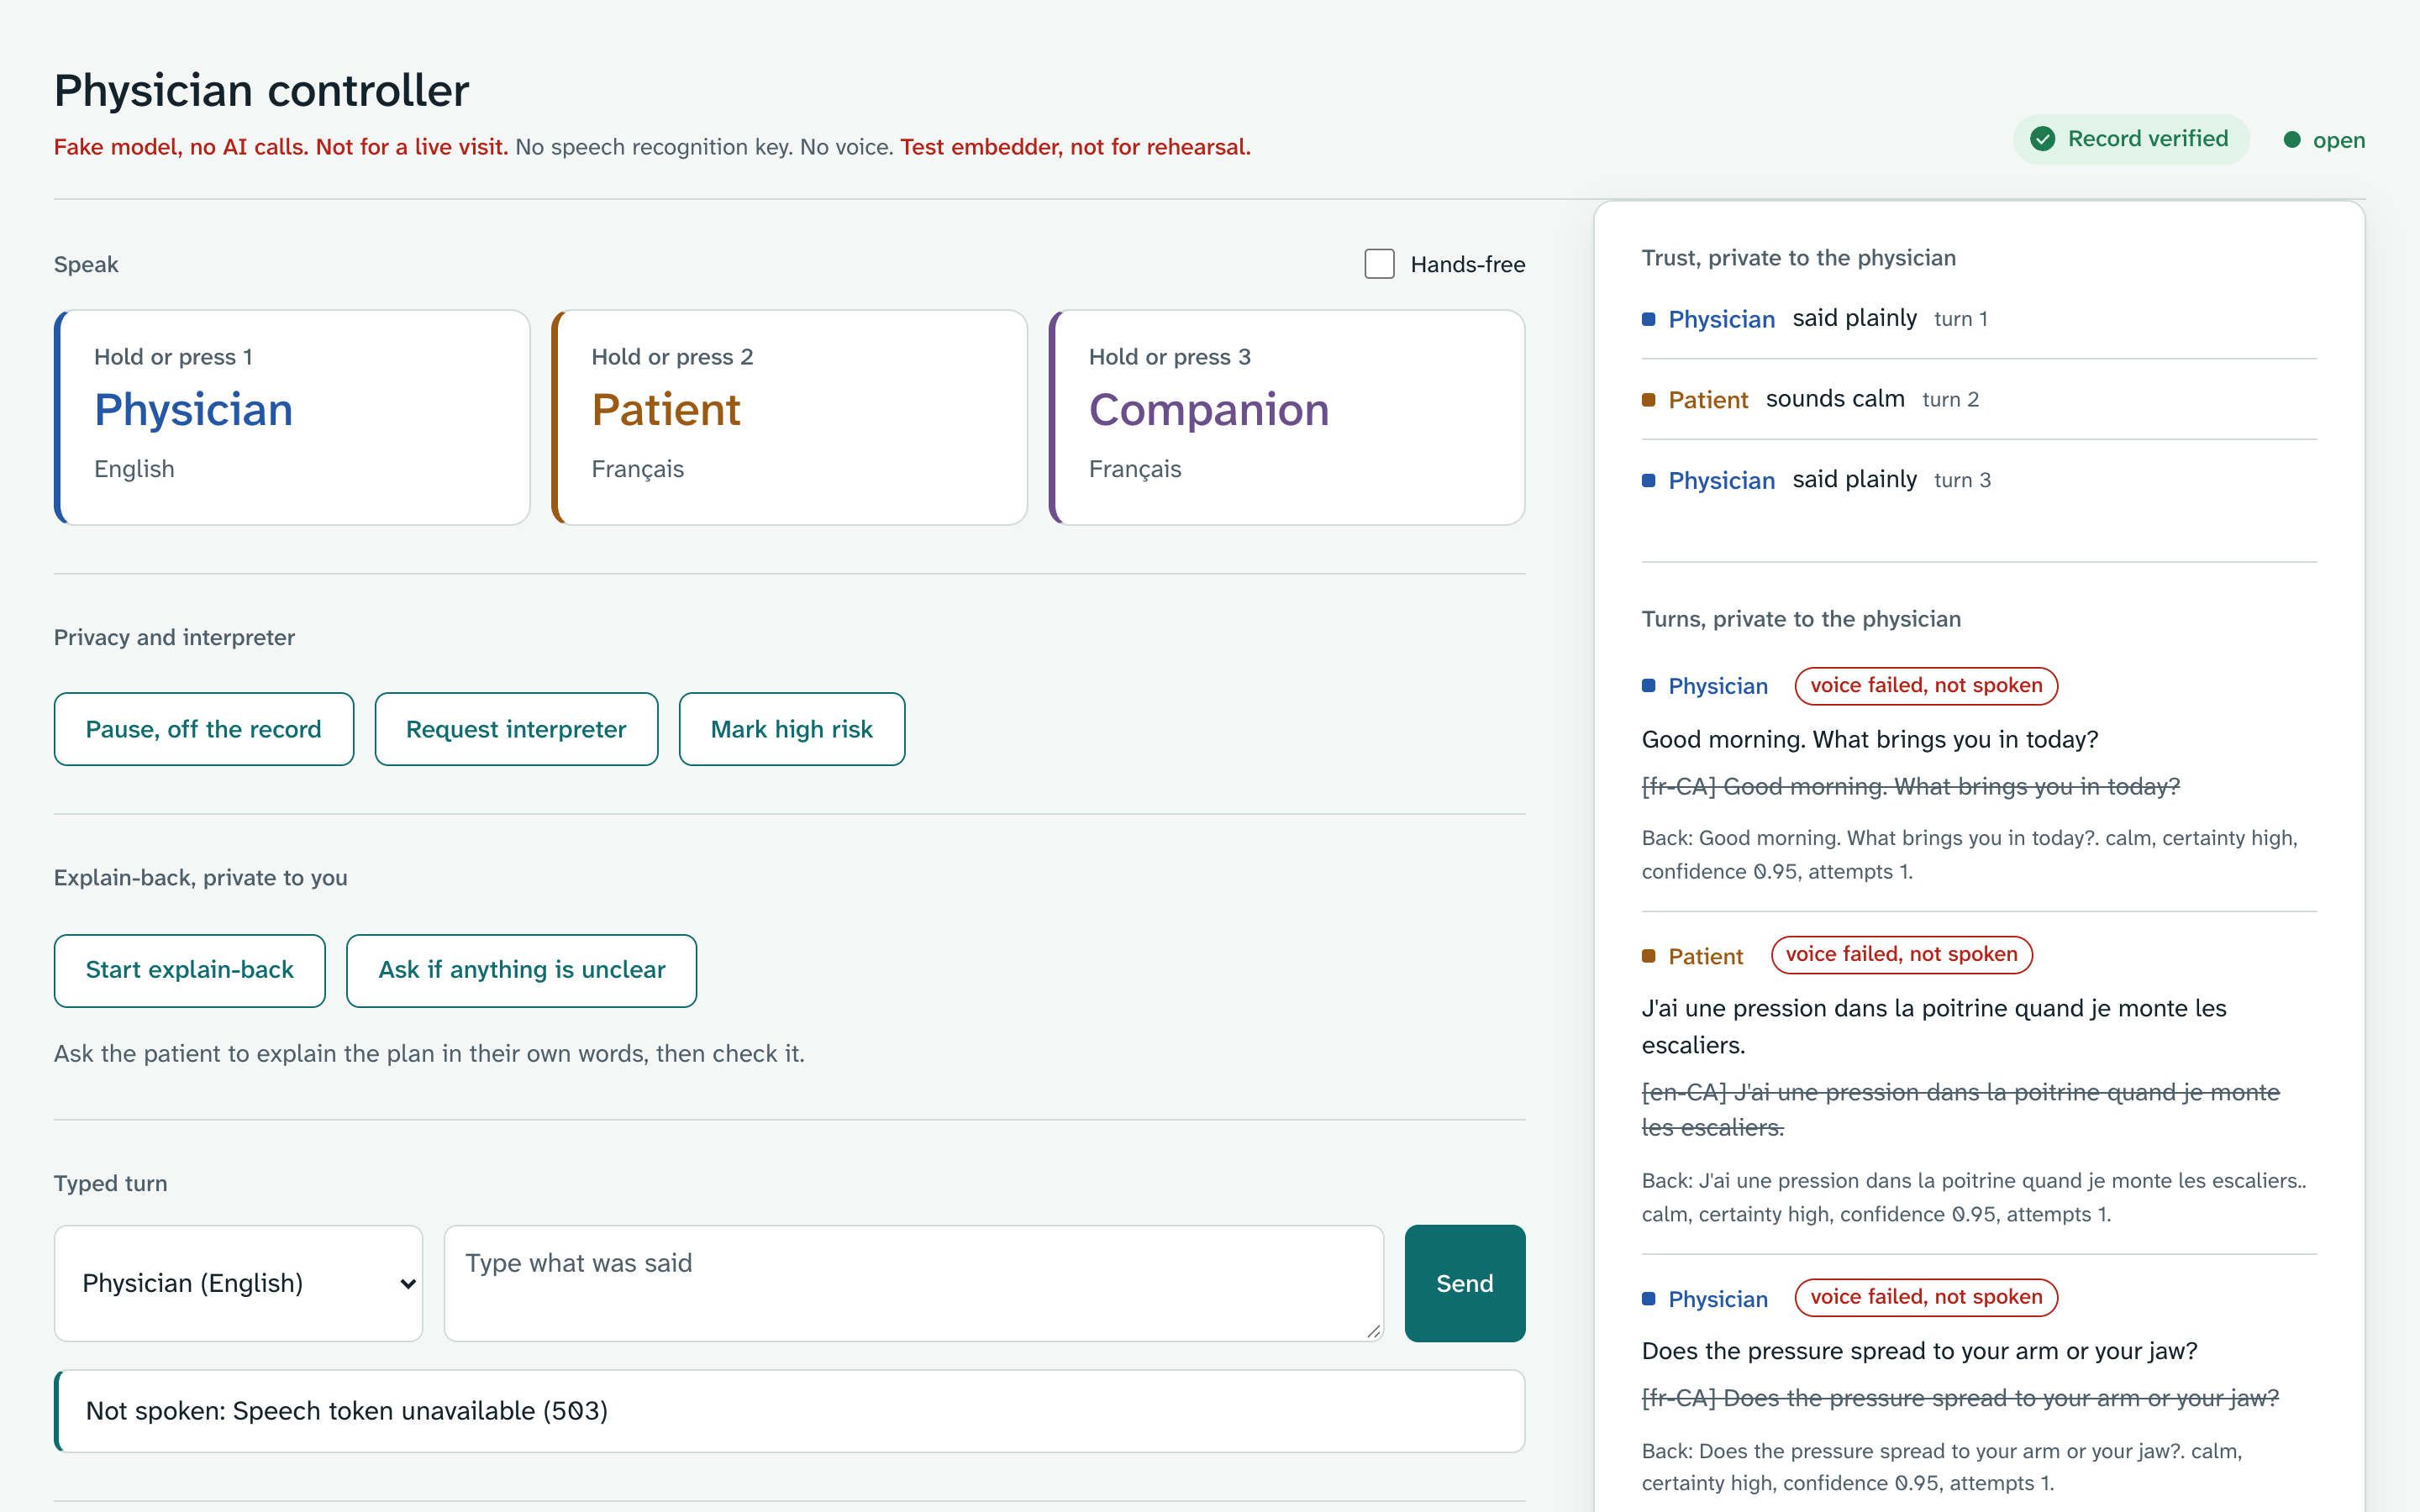 Physician controller
Fake model, no AI calls. Not for a live visit. No speech recognition key. No voice. Test embedder, not for rehearsal.
Record verified
open
Speak
Hands-free
Hold or press 1
Physician
English
Hold or press 2
Patient
Français
Hold or press 3
Companion
Français
Privacy and interpreter
Pause, off the record
Request interpreter
Mark high risk
Explain-back, private to you
Start explain-back
Ask if anything is unclear
Ask the patient to explain the plan in their own words, then check it.
Typed turn
Physician (English)
Type what was said
Send
Not spoken: Speech token unavailable (503)
Trust, private to the physician
Physician said plainly turn 1
Patient sounds calm turn 2
Physician said plainly turn 3
Turns, private to the physician
Physician voice failed, not spoken
Good morning. What brings you in today?
[fr-CA] Good morning. What brings you in today?
Back: Good morning. What brings you in today?. calm, certainty high,
confidence 0.95, attempts 1.
Patient voice failed, not spoken
J'ai une pression dans la poitrine quand je monte les
escaliers.
[en-CA] J'ai une pression dans la poitrine quand je monte
les escaliers.
Back: J'ai une pression dans la poitrine quand je monte les escaliers..
calm, certainty high, confidence 0.95, attempts 1.
Physician voice failed, not spoken
Does the pressure spread to your arm or your jaw?
[fr-CA] Does the pressure spread to your arm or your jaw?
Back: Does the pressure spread to your arm or your jaw?. calm,
certainty high, confidence 0.95, attempts 1.